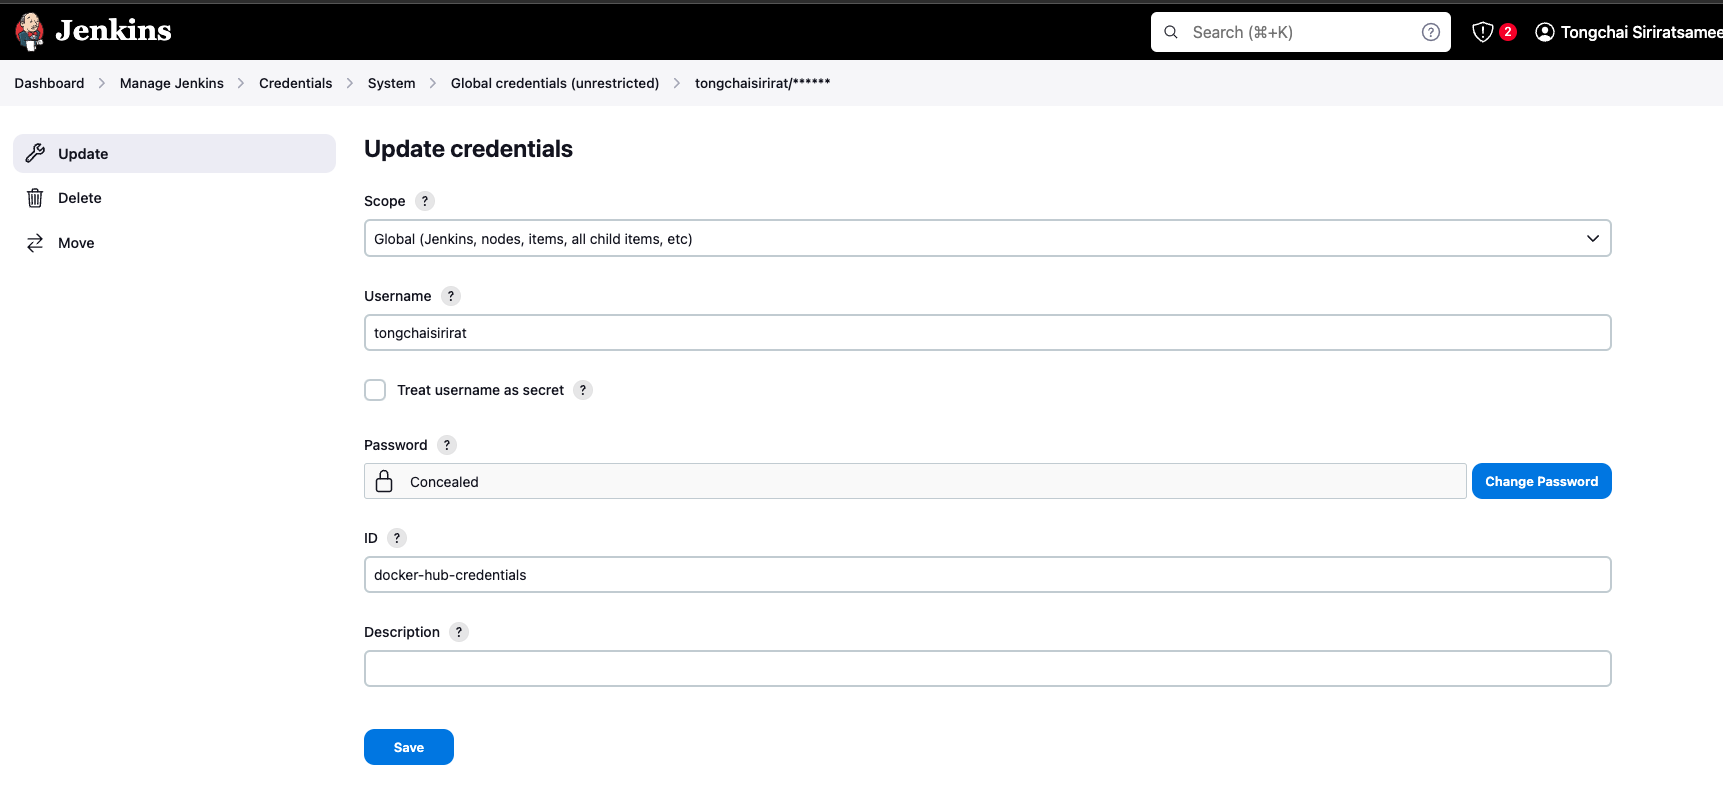 Jenkins
Search (⌘+K)
2
Tongchai Siriratsamee
Dashboard > Manage Jenkins > Credentials > System > Global credentials (unrestricted) > tongchaisirirat/******
Update
Delete
Move
Update credentials
Scope ?
Global (Jenkins, nodes, items, all child items, etc)
Username ?
tongchaisirirat
Treat username as secret ?
Password ?
Concealed
Change Password
ID ?
docker-hub-credentials
Description ?
Save